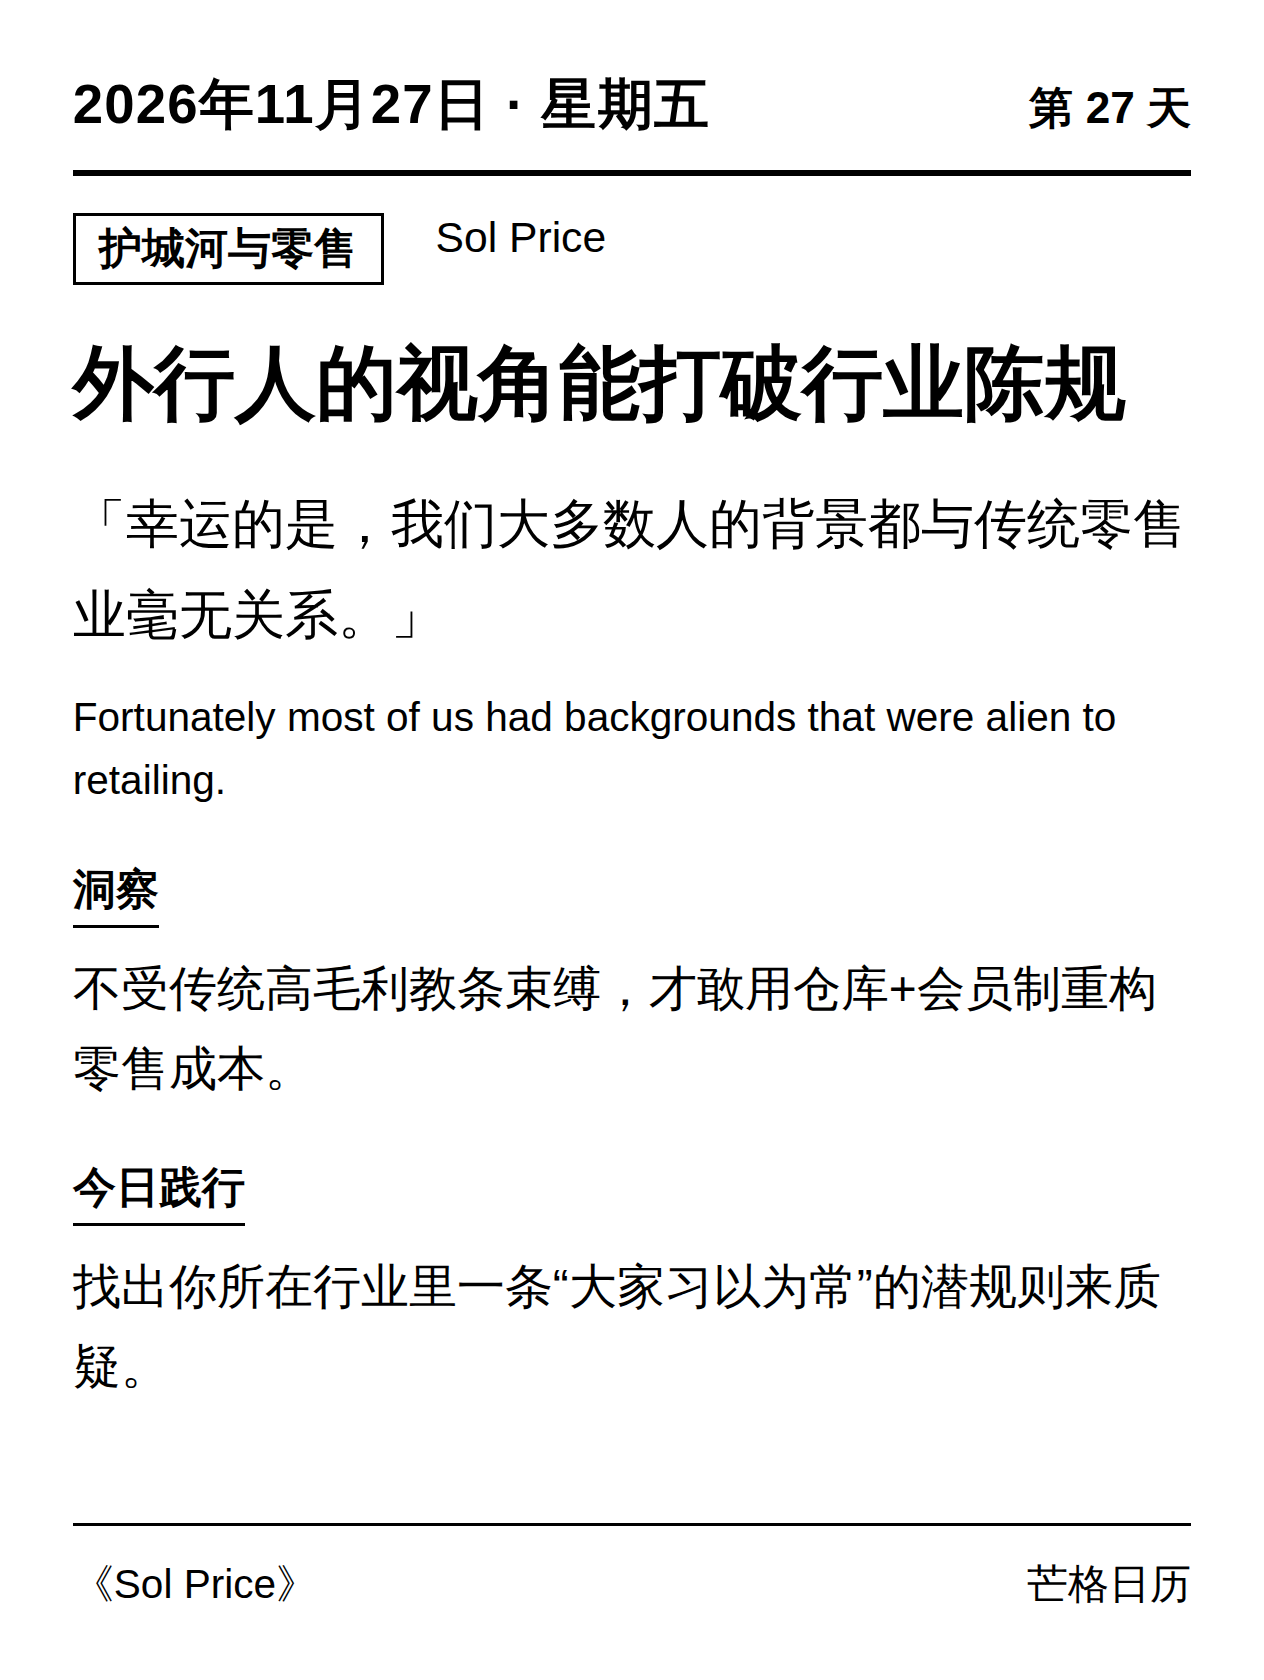 2026年11月27日 · 星期五
第 27 天
护城河与零售
Sol Price
外行人的视角能打破行业陈规
「幸运的是，我们大多数人的背景都与传统零售
业毫无关系。」
Fortunately most of us had backgrounds that were alien to
retailing.
洞察
不受传统高毛利教条束缚，才敢用仓库+会员制重构
零售成本。
今日践行
找出你所在行业里一条“大家习以为常”的潜规则来质
疑。
《Sol Price》
芒格日历